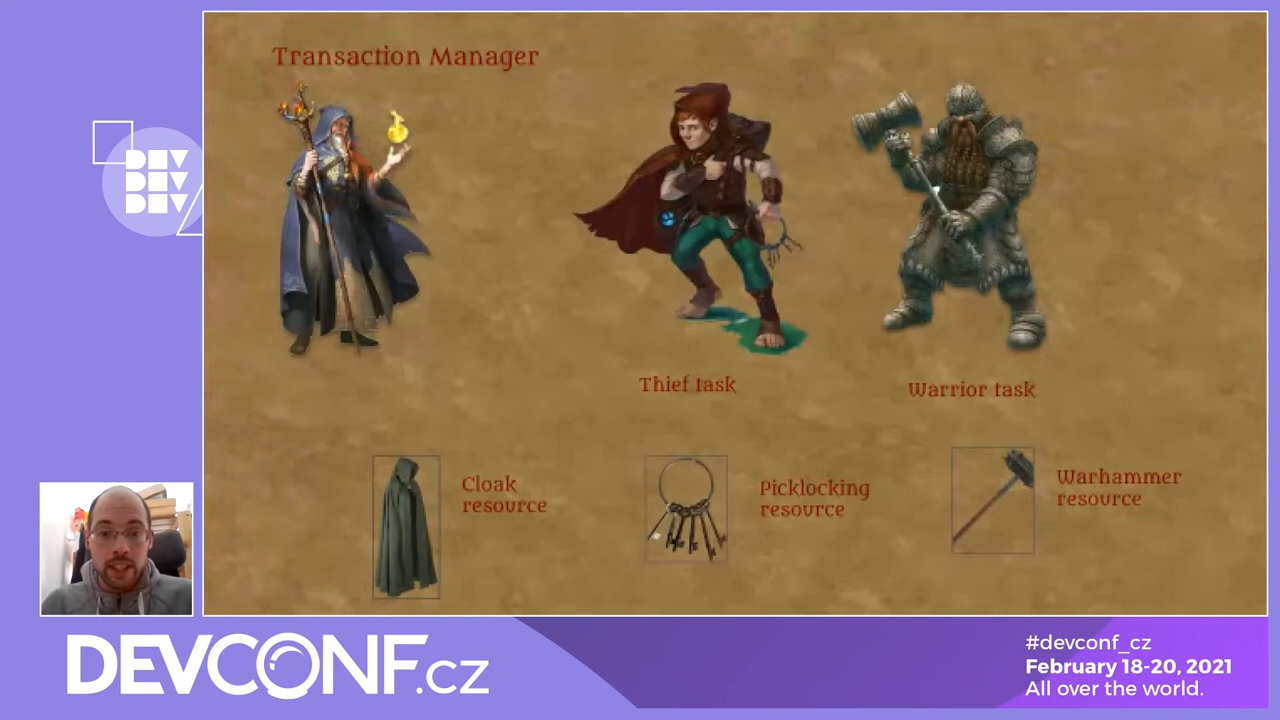 Transaction Manager
DEV
DEV
DEV
Thief task
Warrior task
Cloak
resource
Picklocking
resource
Warhammer
resource
DEVCONF.cz
#devconf_cz
February 18-20, 2021
All over the world.